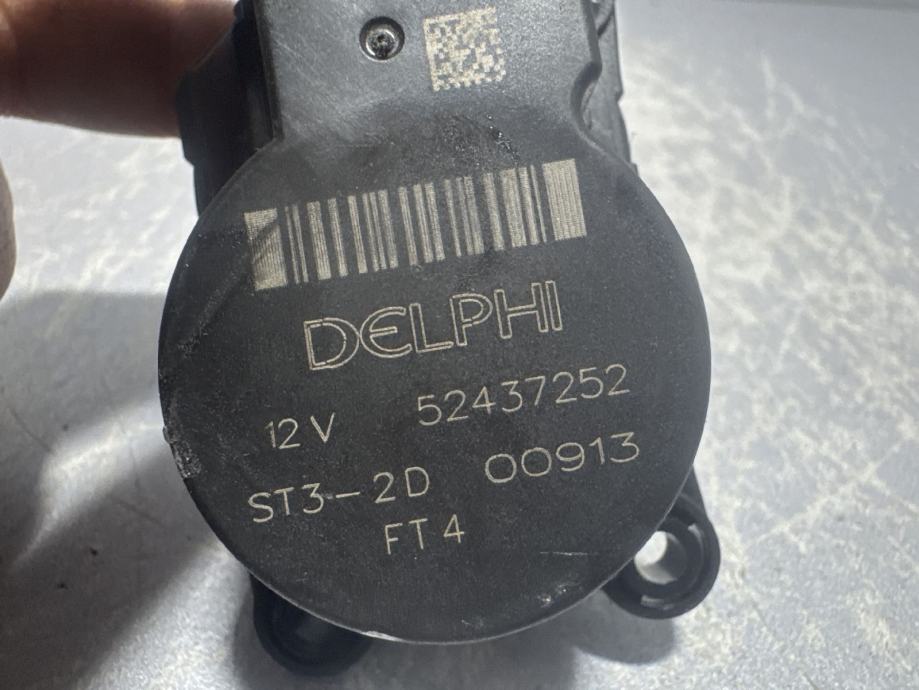 DELPHI
12V 52437252
ST3-2D 00913
FT4